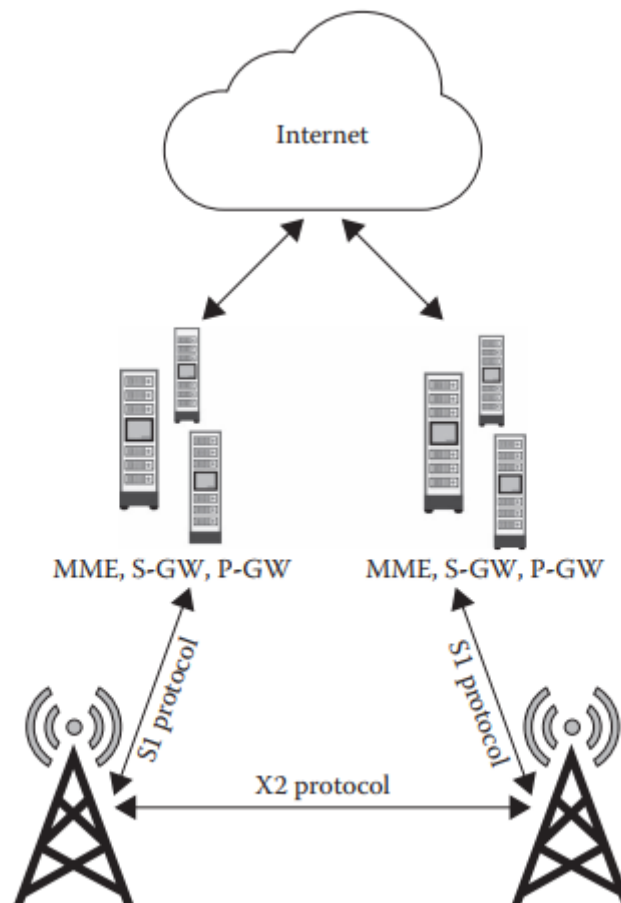 Internet
MME, S-GW, P-GW
MME, S-GW, P-GW
S1 protocol
S1 protocol
X2 protocol